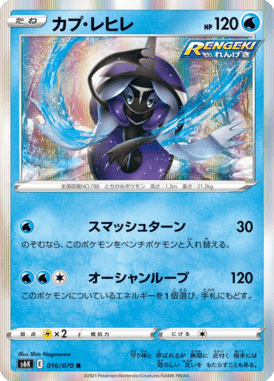 たね カプ・レヒレ HP 120
RENGEKI
れんげき
全国図鑑NO.788 とちがみポケモン 高さ：1.3m 重さ：21.2kg
スマッシュターン 30
のぞむなら、このポケモンをベンチポケモンと入れ替える。
オーシャンループ 120
このポケモンについているエネルギーを1個選び、手札にもどす。
弱点 ×2 抵抗力 にげる
Illus. Shin Nagasawa
S6K E 016/070 R
©2021 Pokémon/Nintendo/Creatures/GAME FREAK.